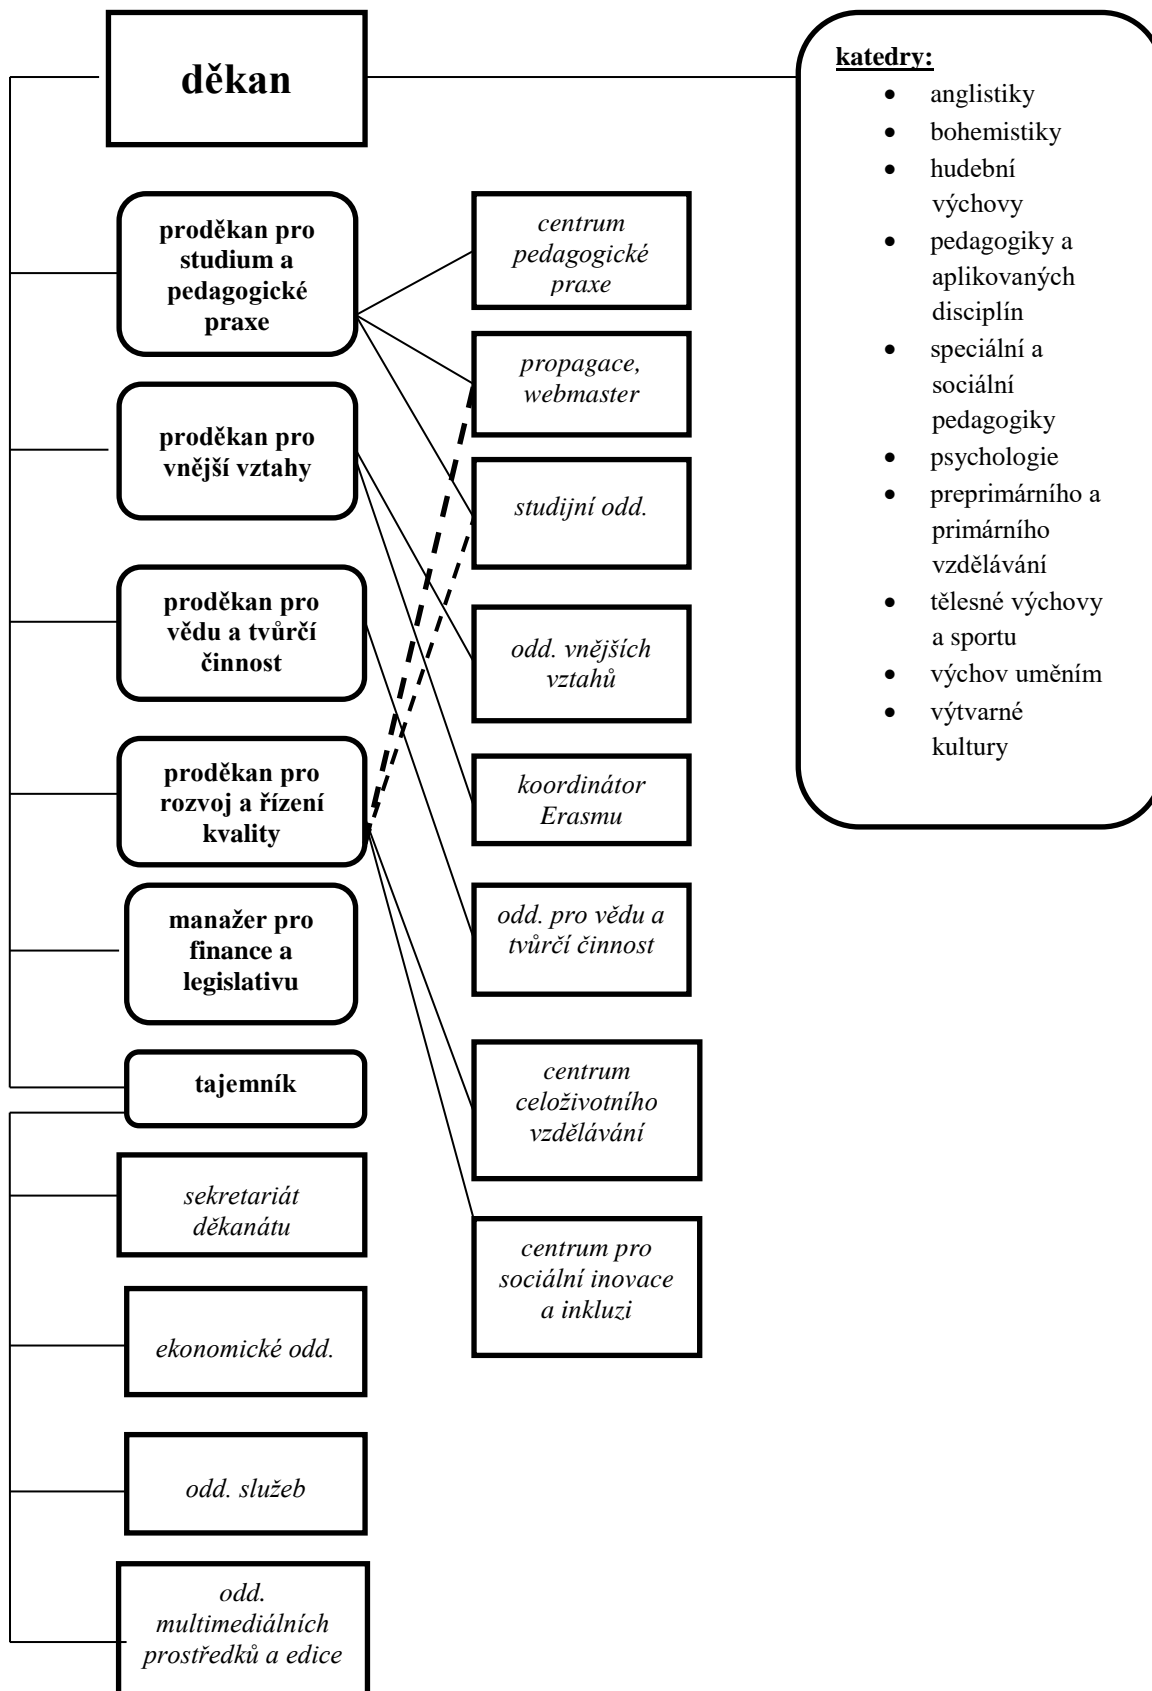 děkan
proděkan pro
studium a
pedagogické
praxe
proděkan pro
vnější vztahy
proděkan pro
vědu a tvůrčí
činnost
proděkan pro
rozvoj a řízení
kvality
manažer pro
finance a
legislativu
tajemník
sekretariát
děkanátu
ekonomické odd.
odd. služeb
odd.
multimediálních
prostředků a edice
centrum
pedagogické
praxe
propagace,
webmaster
studijní odd.
odd. vnějších
vztahů
koordinátor
Erasmu
odd. pro vědu a
tvůrčí činnost
centrum
celoživotního
vzdělávání
centrum pro
sociální inovace
a inkluzi
katedry:
• anglistiky
• bohemistiky
• hudební
výchovy
• pedagogiky a
aplikovaných
disciplín
• speciální a
sociální
pedagogiky
• psychologie
• preprimárního a
primárního
vzdělávání
• tělesné výchovy
a sportu
• výchov uměním
• výtvarné
kultury